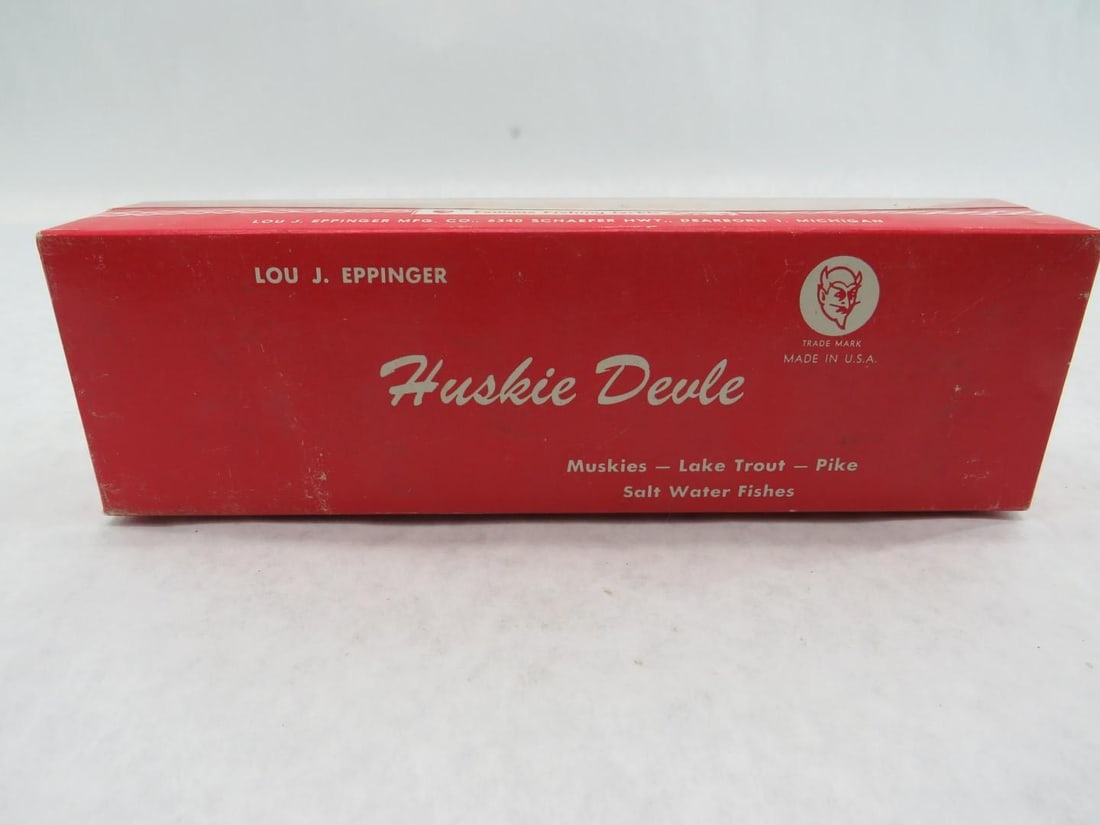 LOU J. EPPINGER MFG. CO., 6340 SCHAEFER HWY., DEARBORN 1, MICHIGAN
LOU J. EPPINGER
TRADE MARK
MADE IN U.S.A.
Huskie Devle
Muskies — Lake Trout — Pike
Salt Water Fishes